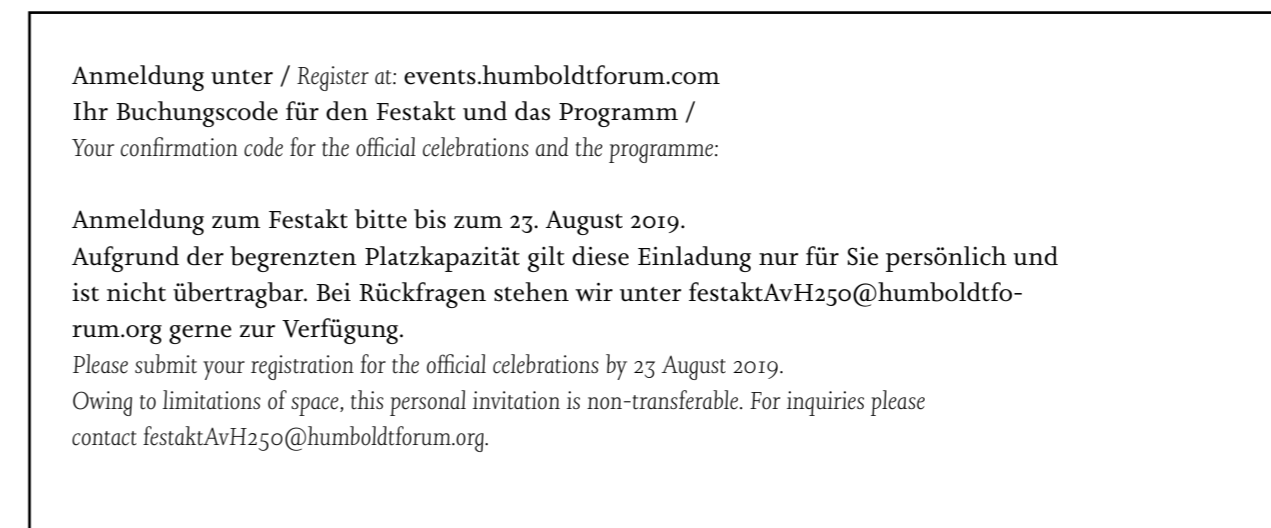 Anmeldung unter / Register at: events.humboldtforum.com
Ihr Buchungscode für den Festakt und das Programm /
Your confirmation code for the official celebrations and the programme:
Anmeldung zum Festakt bitte bis zum 23. August 2019.
Aufgrund der begrenzten Platzkapazität gilt diese Einladung nur für Sie persönlich und
ist nicht übertragbar. Bei Rückfragen stehen wir unter festaktAvH250@humboldtfo-
rum.org gerne zur Verfügung.
Please submit your registration for the official celebrations by 23 August 2019.
Owing to limitations of space, this personal invitation is non-transferable. For inquiries please
contact festaktAvH250@humboldtforum.org.